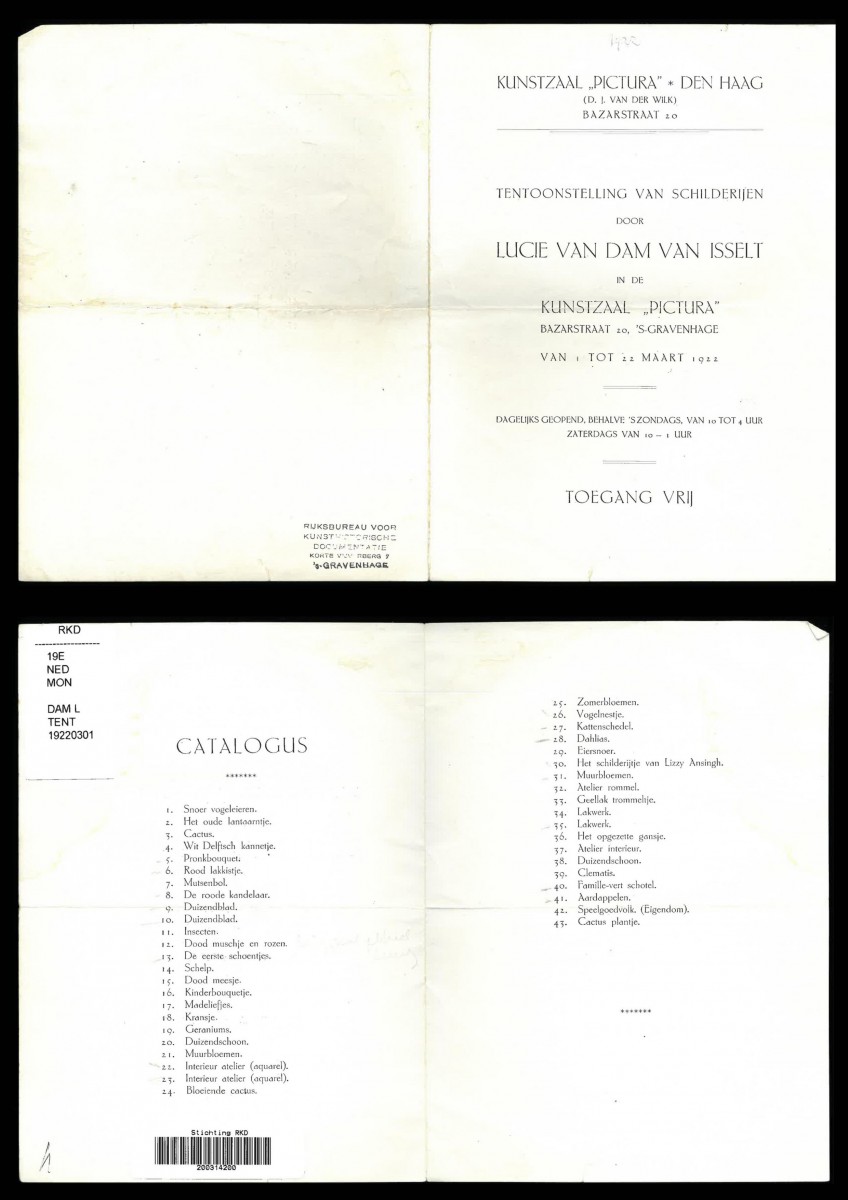 1922
KUNSTZAAL „PICTURA” * DEN HAAG
(D. J. VAN DER WILK)
BAZARSTRAAT 20
TENTOONSTELLING VAN SCHILDERIJEN
DOOR
LUCIE VAN DAM VAN ISSELT
IN DE
KUNSTZAAL „PICTURA”
BAZARSTRAAT 20, 'S-GRAVENHAGE
VAN 1 TOT 22 MAART 1922
DAGELIJKS GEOPEND, BEHALVE 'S ZONDAGS, VAN 10 TOT 4 UUR
ZATERDAGS VAN 10 – 1 UUR
TOEGANG VRIJ
RIJKSBUREAU VOOR
KUNSTHISTORISCHE
DOCUMENTATIE
KORTE VIJVERBERG 7
'S-GRAVENHAGE
RKD
19E
NED
MON
DAM L
TENT
19220301
CATALOGUS
*******
1. Snoer vogeleieren.
2. Het oude lantaarntje.
3. Cactus.
4. Wit Delftsch kannetje.
5. Pronkbouquet.
6. Rood lakkistje.
7. Mutsenbol.
8. De roode kandelaar.
9. Duizendblad.
10. Duizendblad.
11. Insecten.
12. Dood muschje en rozen.
13. De eerste schoentjes.
14. Schelp.
15. Dood meesje.
16. Kinderbouquetje.
17. Madeliefjes.
18. Kransje.
19. Geraniums.
20. Duizendschoon.
21. Muurbloemen.
22. Interieur atelier (aquarel).
23. Interieur atelier (aquarel).
24. Bloeiende cactus.
Stichting RKD
200314200
25. Zomerbloemen.
26. Vogelnestje.
27. Kattenschedel.
28. Dahlias.
29. Eiersnoer.
30. Het schilderijtje van Lizzy Ansingh.
31. Muurbloemen.
32. Atelier rommel.
33. Geellak trommeltje.
34. Lakwerk.
35. Lakwerk.
36. Het opgezette gansje.
37. Atelier interieur.
38. Duizendschoon.
39. Clematis.
40. Famille-vert schotel.
41. Aardappelen.
42. Speelgoedvolk. (Eigendom).
43. Cactus plantje.
*******